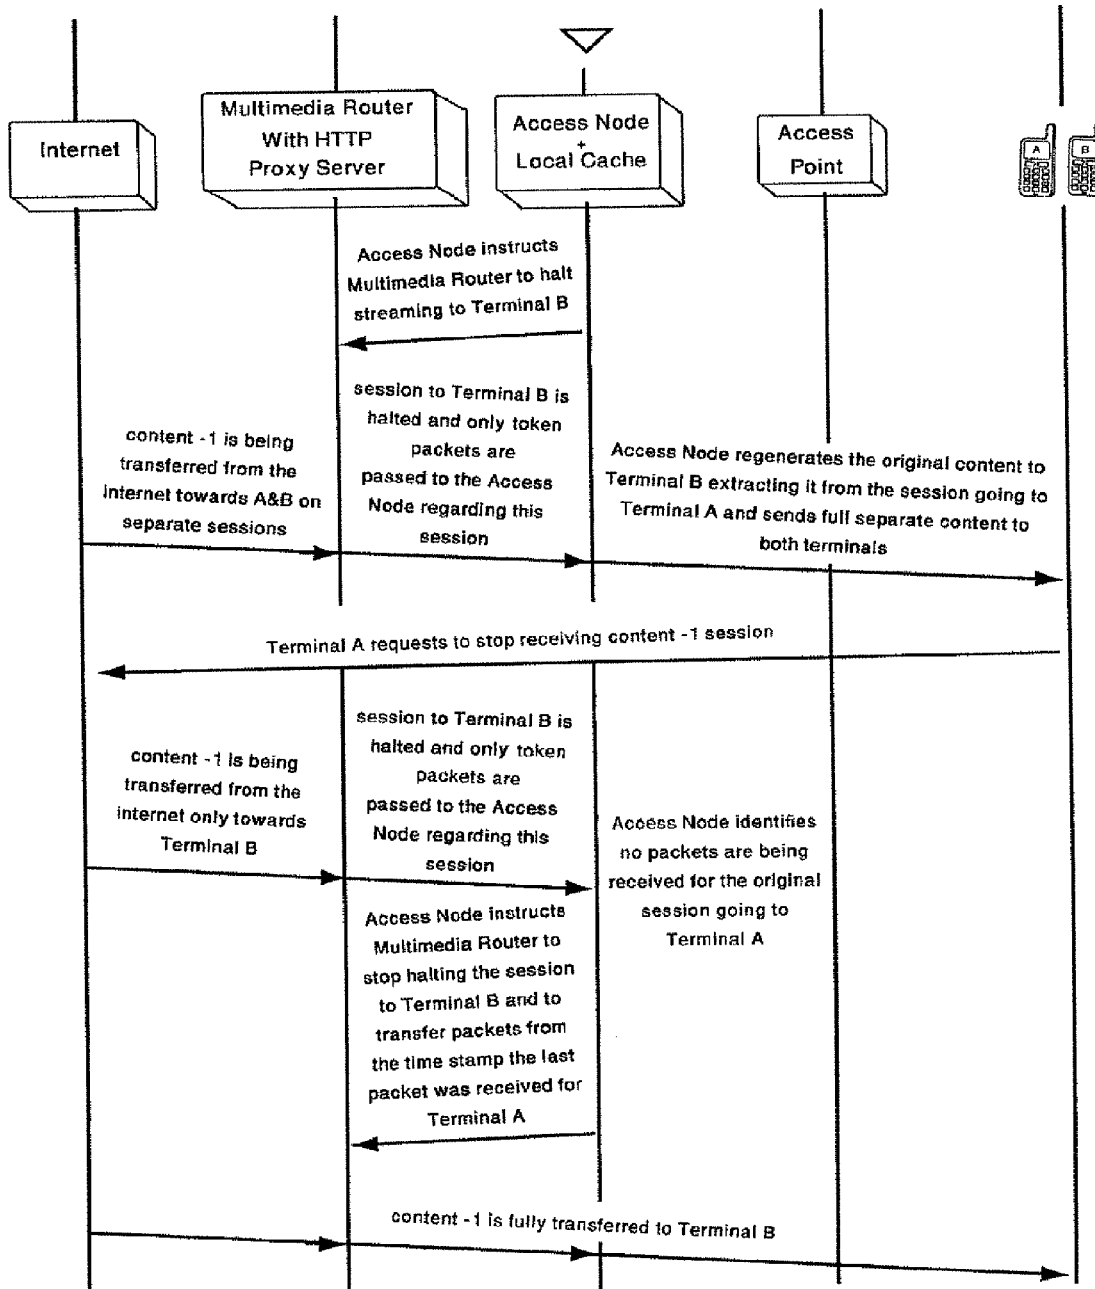 Internet
Multimedia Router
With HTTP
Proxy Server
Access Node
+
Local Cache
Access
Point
A
B
Access Node instructs
Multimedia Router to halt
streaming to Terminal B
session to Terminal B is
halted and only token
packets are
passed to the Access
Node regarding this
session
content -1 is being
transferred from the
internet towards A&B on
separate sessions
Access Node regenerates the original content to
Terminal B extracting it from the session going to
Terminal A and sends full separate content to
both terminals
Terminal A requests to stop receiving content -1 session
session to Terminal B is
halted and only token
packets are
passed to the Access
Node regarding this
session
content -1 is being
transferred from the
internet only towards
Terminal B
Access Node identifies
no packets are being
received for the original
session going to
Terminal A
Access Node instructs
Multimedia Router to
stop halting the session
to Terminal B and to
transfer packets from
the time stamp the last
packet was received for
Terminal A
content -1 is fully transferred to Terminal B